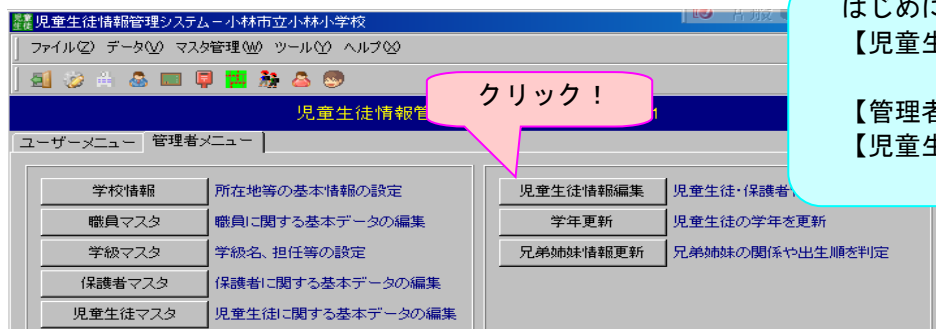 児童生徒情報管理システム－小林市立小林小学校
ファイル(Z) データ(V) マスタ管理(W) ツール(Y) ヘルプ(X)
はじめに
【児童生
【管理者
【児童生
クリック！
児童生徒情報管
1
ユーザーメニュー 管理者メニュー
学校情報 所在地等の基本情報の設定
職員マスタ 職員に関する基本データの編集
学級マスタ 学級名、担任等の設定
保護者マスタ 保護者に関する基本データの編集
児童生徒マスタ 児童生徒に関する基本データの編集
児童生徒情報編集 児童生徒・保護者
学年更新 児童生徒の学年を更新
兄弟姉妹情報更新 兄弟姉妹の関係や出生順を判定